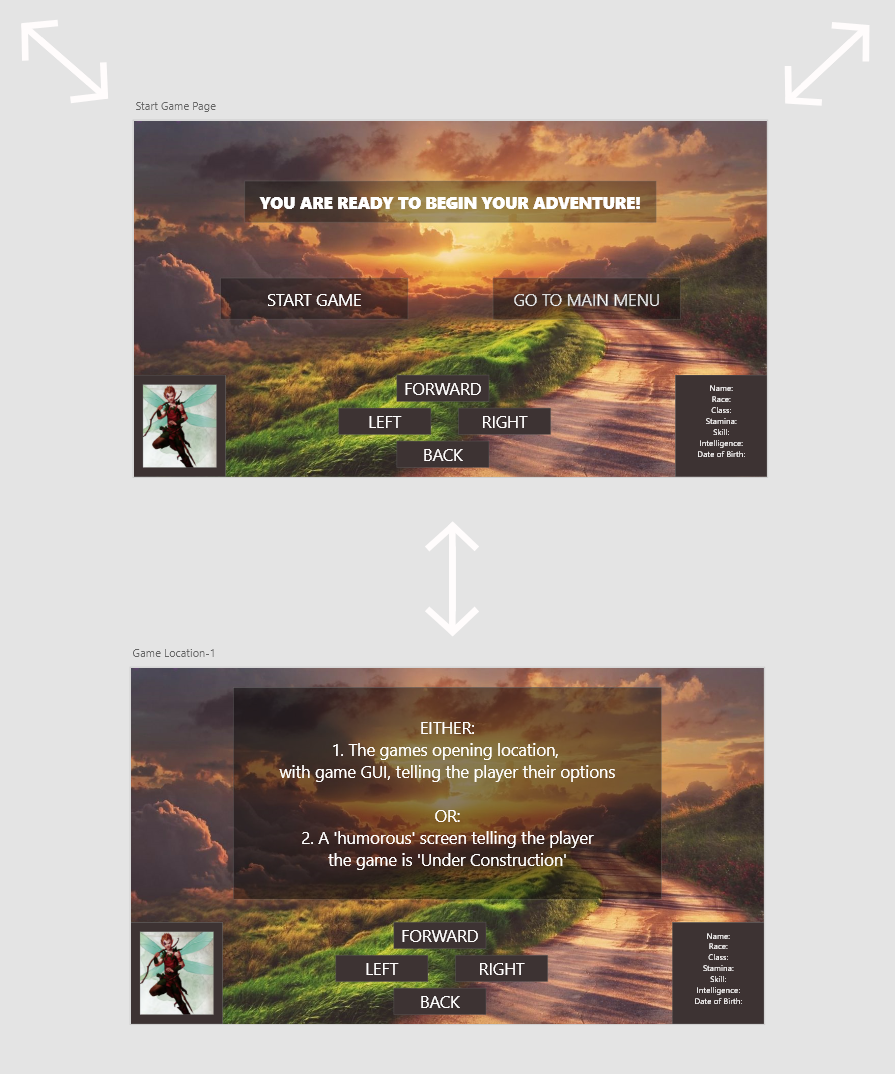 Start Game Page
YOU ARE READY TO BEGIN YOUR ADVENTURE!
START GAME
GO TO MAIN MENU
FORWARD
LEFT
RIGHT
BACK
Name:
Race:
Class:
Stamina:
Skill:
Intelligence:
Date of Birth:
Game Location-1
EITHER:
1. The games opening location,
with game GUI, telling the player their options
OR:
2. A 'humorous' screen telling the player
the game is 'Under Construction'
FORWARD
LEFT
RIGHT
BACK
Name:
Race:
Class:
Stamina:
Skill:
Intelligence:
Date of Birth: